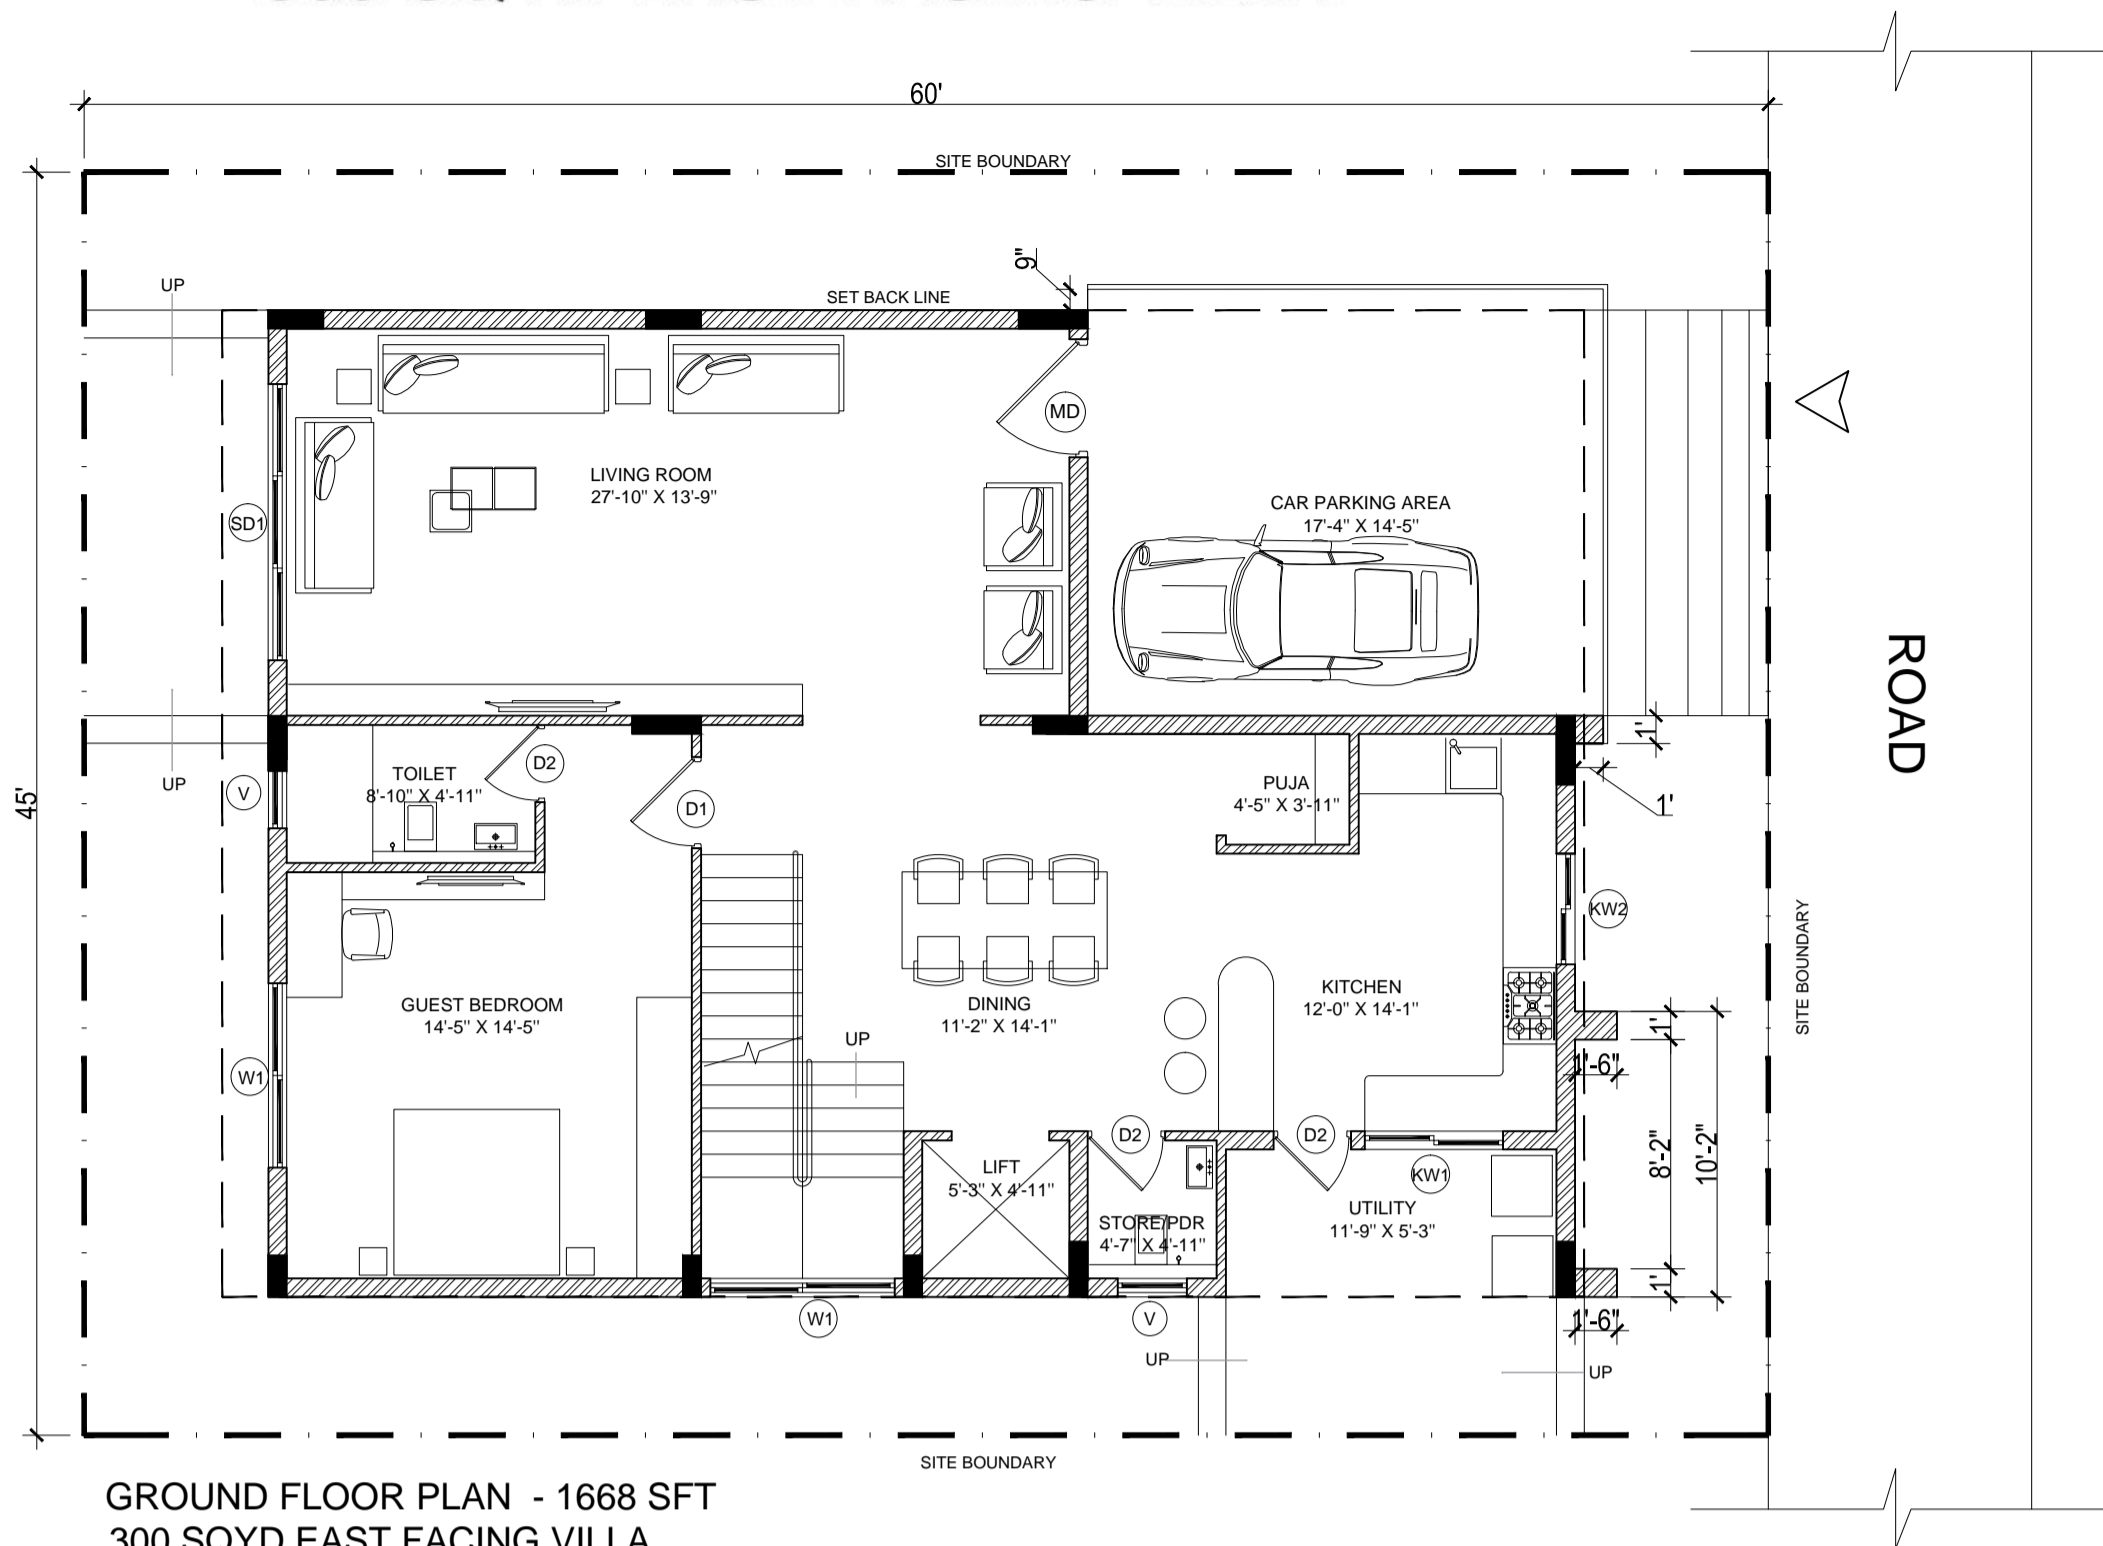 60'
SITE BOUNDARY
9"
UP
SET BACK LINE
MD
LIVING ROOM
27'-10" X 13'-9"
CAR PARKING AREA
17'-4" X 14'-5"
SD1
ROAD
1'
UP
D2
TOILET
8'-10" X 4'-11"
V
D1
PUJA
4'-5" X 3'-11"
1'
45'
KW2
SITE BOUNDARY
GUEST BEDROOM
14'-5" X 14'-5"
DINING
11'-2" X 14'-1"
KITCHEN
12'-0" X 14'-1"
1'
UP
1'-6"
W1
D2
D2
8'-2"
10'-2"
LIFT
5'-3" X 4'-11"
KW1
STORE/PDR
4'-7" X 4'-11"
UTILITY
11'-9" X 5'-3"
1'
W1
V
1'-6"
UP
UP
SITE BOUNDARY
GROUND FLOOR PLAN - 1668 SFT
300 SQYD EAST FACING VILLA